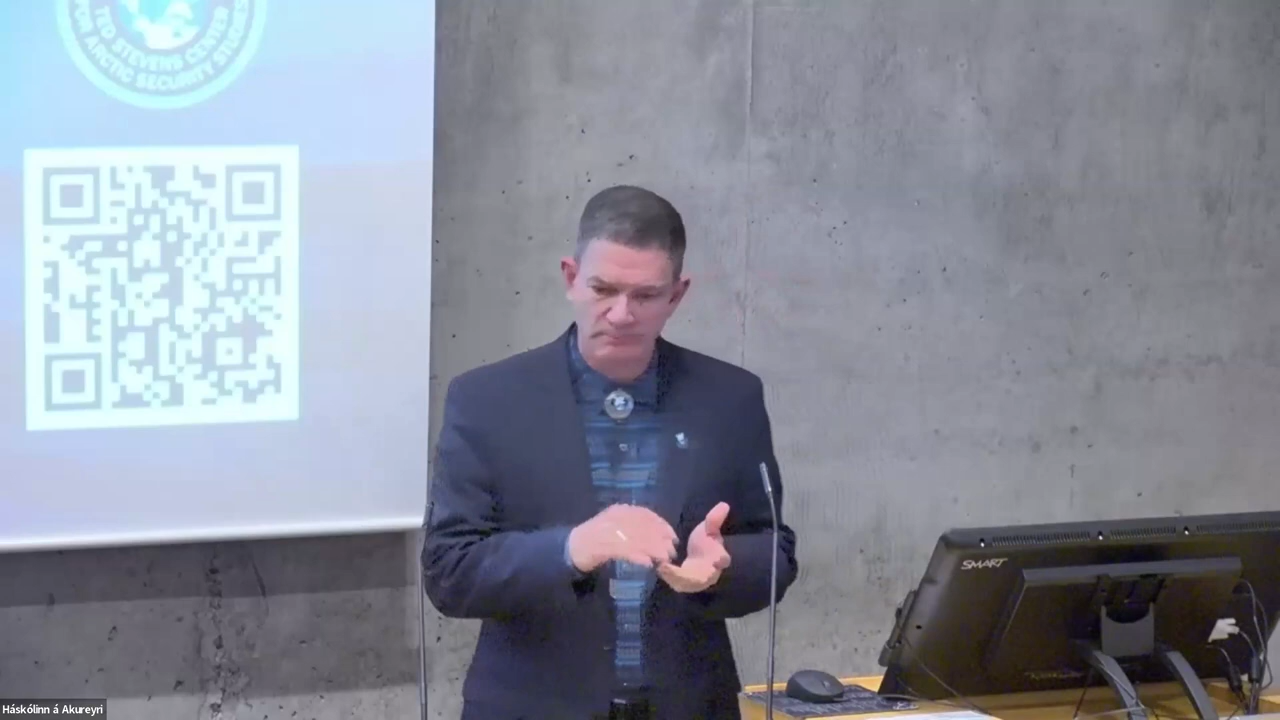 TED STEVENS CENTER
FOR ARCTIC SECURITY STUDIES
SMART
Háskólinn á Akureyri